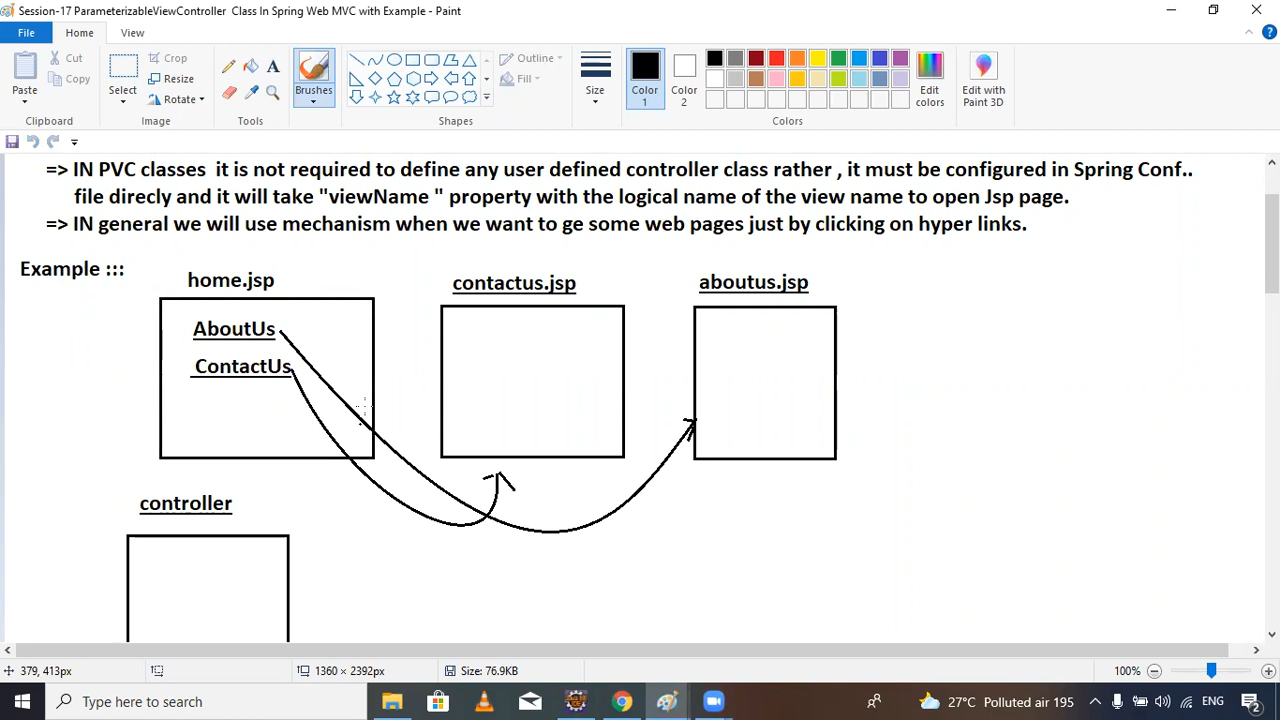 Session-17 ParameterizableViewController Class In Spring Web MVC with Example - Paint
File Home View
Paste
Cut
Copy
Clipboard
Select
Crop
Resize
Rotate
Image
A
Tools
Brushes
Outline
Fill
Shapes
Size
Color 1
Color 2
Edit colors
Colors
Edit with Paint 3D
=> IN PVC classes it is not required to define any user defined controller class rather , it must be configured in Spring Conf..
file direcly and it will take "viewName " property with the logical name of the view name to open Jsp page.
=> IN general we will use mechanism when we want to ge some web pages just by clicking on hyper links.
Example :::
home.jsp
contactus.jsp
aboutus.jsp
AboutUs
ContactUs
controller
379, 413px
1360 × 2392px
Size: 76.9KB
100%
Type here to search
27°C Polluted air 195
ENG
2